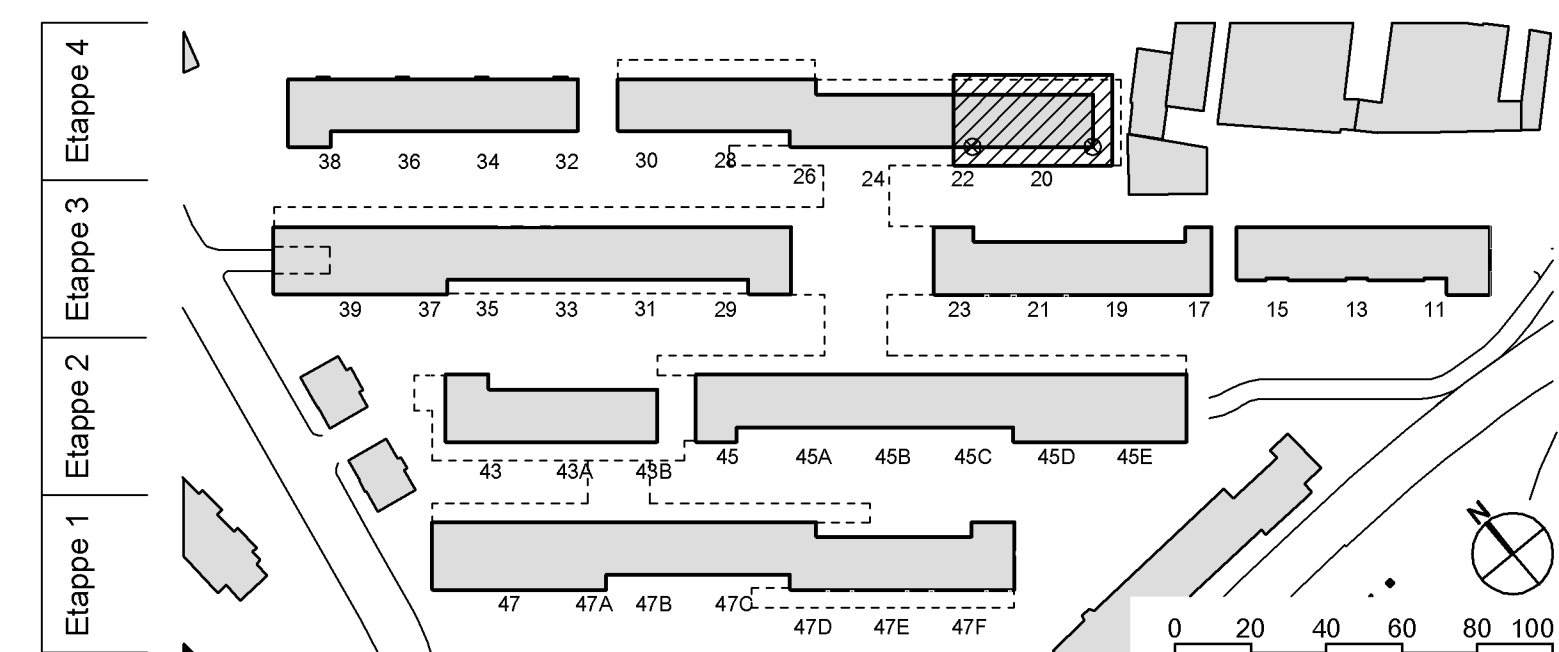 Etappe 4
38 36 34 32 30 28 26 24 22 20
Etappe 3
39 37 35 33 31 29 23 21 19 17 15 13 11
Etappe 2
43 43A 43B 45 45A 45B 45C 45D 45E
Etappe 1
47 47A 47B 47C 47D 47E 47F
N
0 20 40 60 80 100